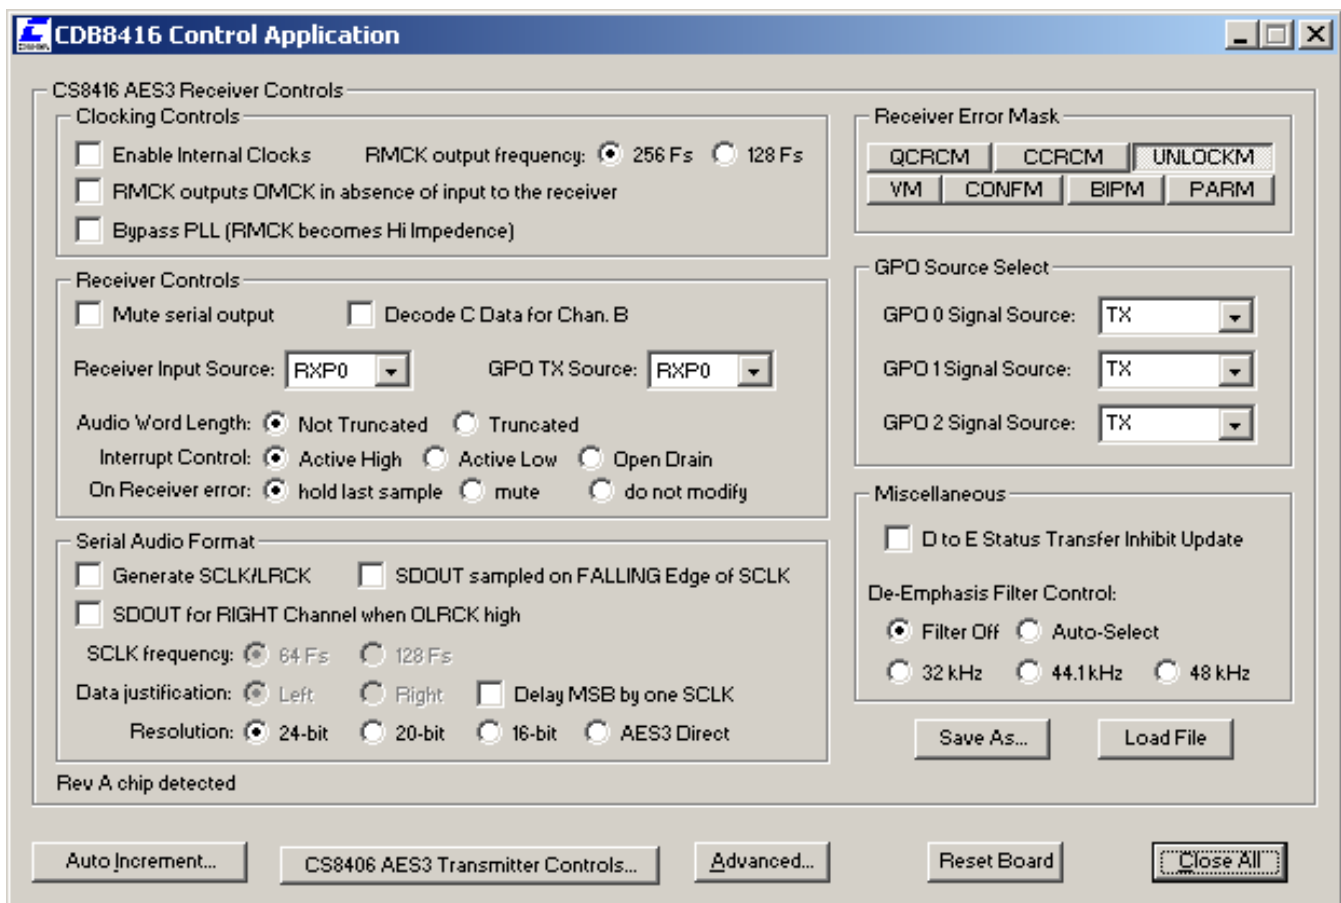 CDB8416 Control Application
CS8416 AES3 Receiver Controls
Clocking Controls
Enable Internal Clocks RMCK output frequency: 256 Fs 128 Fs
RMCK outputs OMCK in absence of input to the receiver
Bypass PLL (RMCK becomes Hi Impedence)
Receiver Controls
Mute serial output Decode C Data for Chan. B
Receiver Input Source: RXP0 GPO TX Source: RXP0
Audio Word Length: Not Truncated Truncated
Interrupt Control: Active High Active Low Open Drain
On Receiver error: hold last sample mute do not modify
Serial Audio Format
Generate SCLK/LRCK SDOUT sampled on FALLING Edge of SCLK
SDOUT for RIGHT Channel when OLRCK high
SCLK frequency: 64 Fs 128 Fs
Data justification: Left Right Delay MSB by one SCLK
Resolution: 24-bit 20-bit 16-bit AES3 Direct
Rev A chip detected
Receiver Error Mask
QCRCM CCRCM UNLOCKM
VM CONFM BIPM PARM
GPO Source Select
GPO 0 Signal Source: TX
GPO 1 Signal Source: TX
GPO 2 Signal Source: TX
Miscellaneous
D to E Status Transfer Inhibit Update
De-Emphasis Filter Control:
Filter Off Auto-Select
32 kHz 44.1 kHz 48 kHz
Save As... Load File
Auto Increment... CS8406 AES3 Transmitter Controls... Advanced... Reset Board Close All